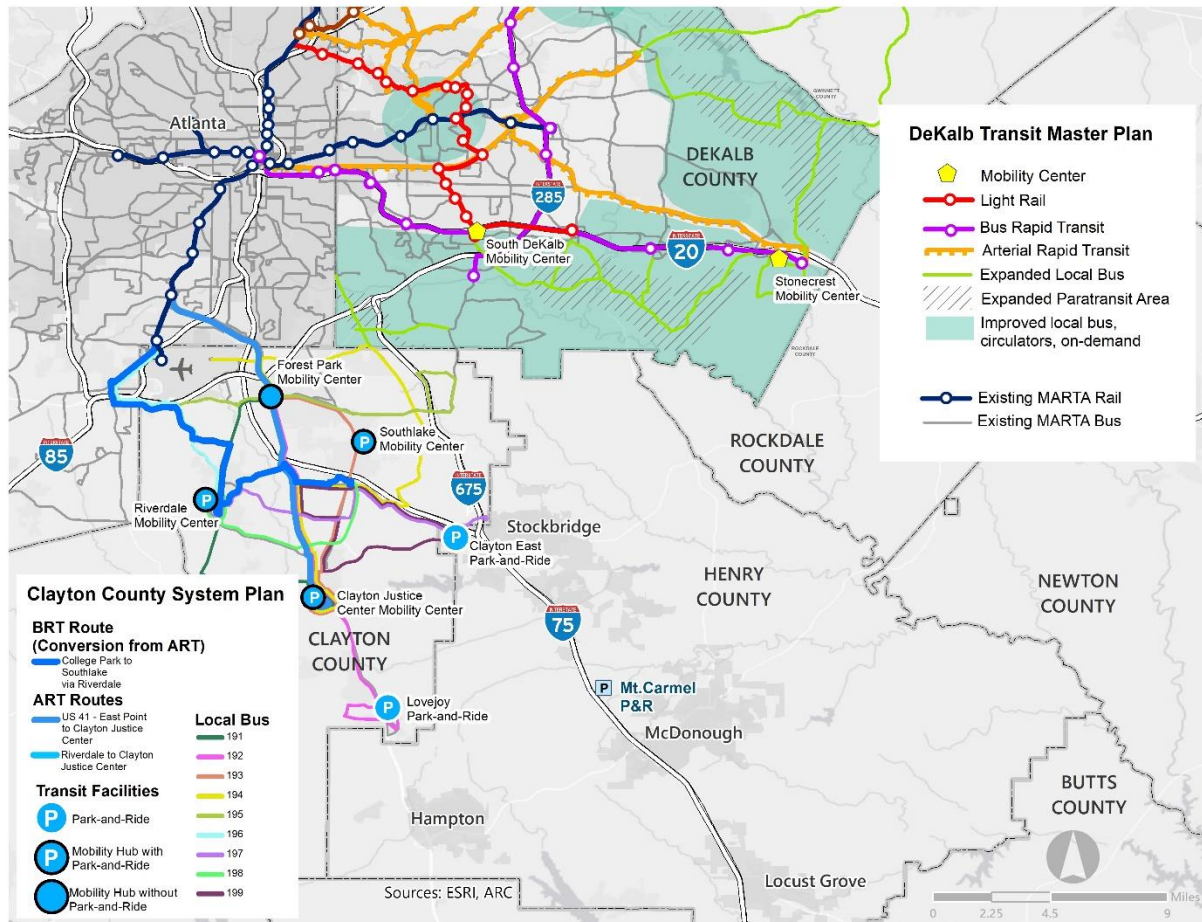 Atlanta
GWINNETT
COUNTY
DEKALB
COUNTY
INTERSTATE
285
INTERSTATE
20
South DeKalb
Mobility Center
Stonecrest
Mobility Center
ROCKDALE
COUNTY
DeKalb Transit Master Plan
Mobility Center
Light Rail
Bus Rapid Transit
Arterial Rapid Transit
Expanded Local Bus
Expanded Paratransit Area
Improved local bus,
circulators, on-demand
Existing MARTA Rail
Existing MARTA Bus
Forest Park
Mobility Center
P
Southlake
Mobility Center
85
675
P
Riverdale
Mobility Center
Stockbridge
P
Clayton East
Park-and-Ride
ROCKDALE
COUNTY
HENRY
COUNTY
NEWTON
COUNTY
P
Clayton Justice
Center Mobility Center
CLAYTON
COUNTY
INTERSTATE
75
P
Mt.Carmel
P&R
McDonough
P
Lovejoy
Park-and-Ride
BUTTS
COUNTY
Hampton
Locust Grove
Sources: ESRI, ARC
Miles
0 2.25 4.5 9
Clayton County System Plan
BRT Route
(Conversion from ART)
College Park to
Southlake
via Riverdale
ART Routes
US 41 - East Point
to Clayton Justice
Center
Riverdale to Clayton
Justice Center
Transit Facilities
P
Park-and-Ride
P
Mobility Hub with
Park-and-Ride
Mobility Hub without
Park-and-Ride
Local Bus
191
192
193
194
195
196
197
198
199